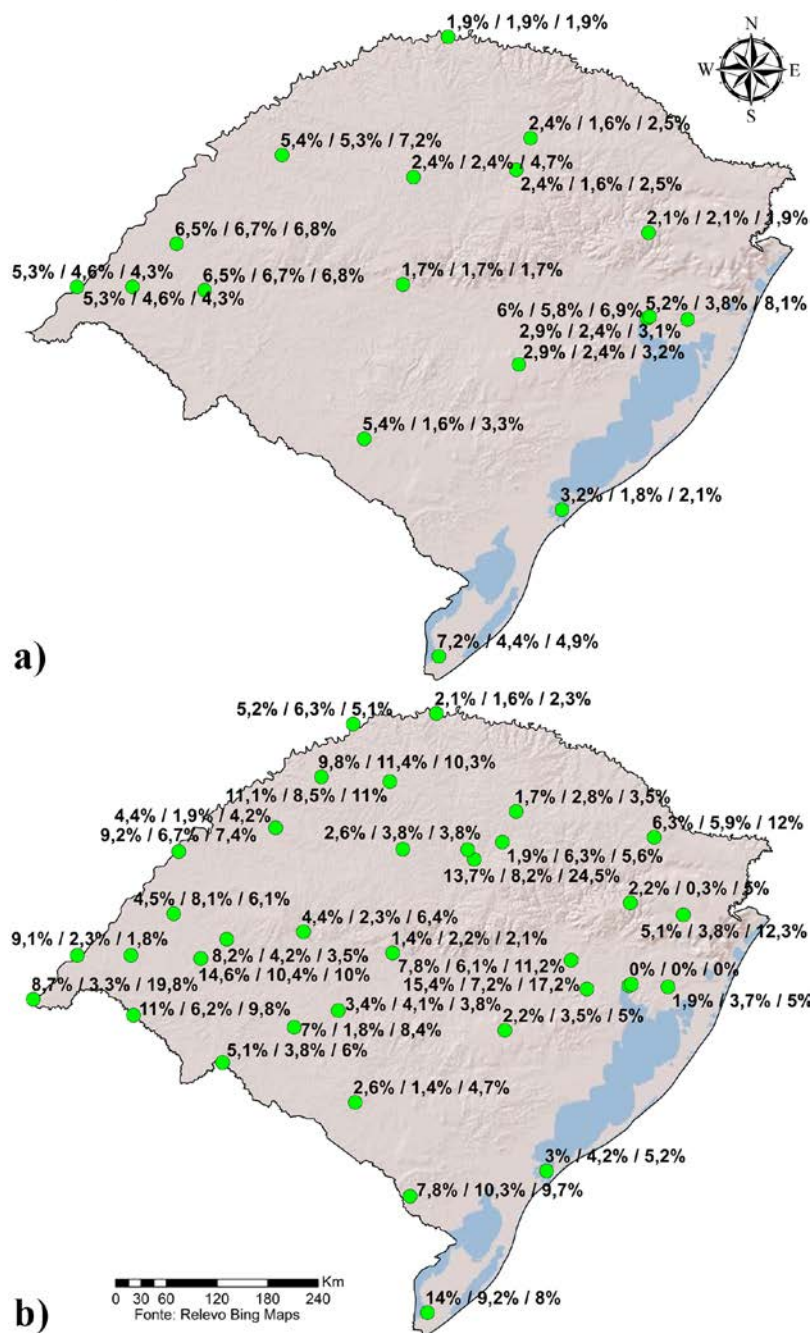 1,9% / 1,9% / 1,9%
N
W E
S
2,4% / 1,6% / 2,5%
5,4% / 5,3% / 7,2%
2,4% / 2,4% / 4,7%
2,4% / 1,6% / 2,5%
2,1% / 2,1% / 1,9%
6,5% / 6,7% / 6,8%
5,3% / 4,6% / 4,3%
6,5% / 6,7% / 6,8%
1,7% / 1,7% / 1,7%
5,3% / 4,6% / 4,3%
6% / 5,8% / 6,9%
5,2% / 3,8% / 8,1%
2,9% / 2,4% / 3,1%
2,9% / 2,4% / 3,2%
5,4% / 1,6% / 3,3%
3,2% / 1,8% / 2,1%
7,2% / 4,4% / 4,9%
a)
5,2% / 6,3% / 5,1%
2,1% / 1,6% / 2,3%
9,8% / 11,4% / 10,3%
11,1% / 8,5% / 11%
4,4% / 1,9% / 4,2%
1,7% / 2,8% / 3,5%
9,2% / 6,7% / 7,4%
2,6% / 3,8% / 3,8%
6,3% / 5,9% / 12%
1,9% / 6,3% / 5,6%
13,7% / 8,2% / 24,5%
4,5% / 8,1% / 6,1%
2,2% / 0,3% / 5%
4,4% / 2,3% / 6,4%
5,1% / 3,8% / 12,3%
9,1% / 2,3% / 1,8%
8,2% / 4,2% / 3,5%
1,4% / 2,2% / 2,1%
7,8% / 6,1% / 11,2%
14,6% / 10,4% / 10%
0% / 0% / 0%
15,4% / 7,2% / 17,2%
8,7% / 3,3% / 19,8%
1,9% / 3,7% / 5%
11% / 6,2% / 9,8%
3,4% / 4,1% / 3,8%
7% / 1,8% / 8,4%
2,2% / 3,5% / 5%
5,1% / 3,8% / 6%
2,6% / 1,4% / 4,7%
3% / 4,2% / 5,2%
7,8% / 10,3% / 9,7%
14% / 9,2% / 8%
Km
0 30 60 120 180 240
Fonte: Relevo Bing Maps
b)